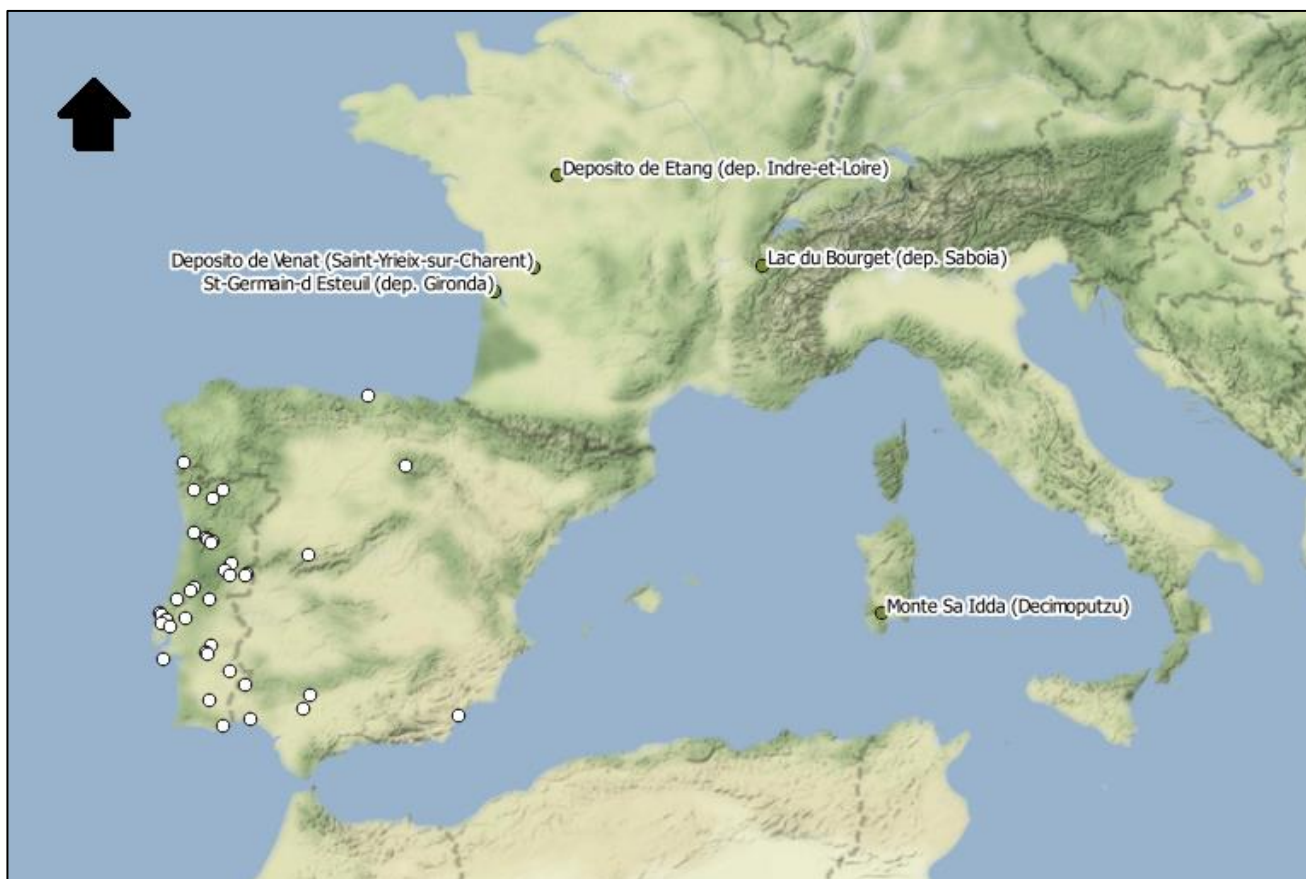 Deposito de Etang (dep. Indre-et-Loire)
Deposito de Venat (Saint-Yrieix-sur-Charent)
Lac du Bourget (dep. Saboia)
St-Germain-d Esteuil (dep. Gironda)
Monte Sa Idda (Decimoputzu)